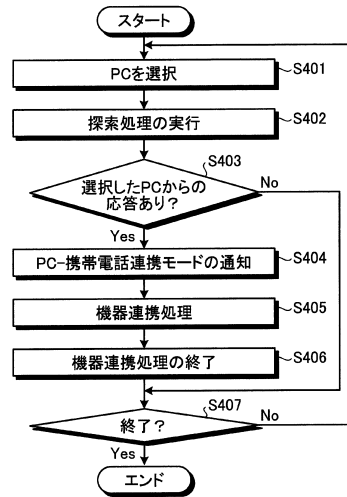 スタート
PCを選択
S401
探索処理の実行
S402
S403
選択したPCからの
応答あり?
No
Yes
PC-携帯電話連携モードの通知
S404
機器連携処理
S405
機器連携処理の終了
S406
S407
終了?
No
Yes
エンド